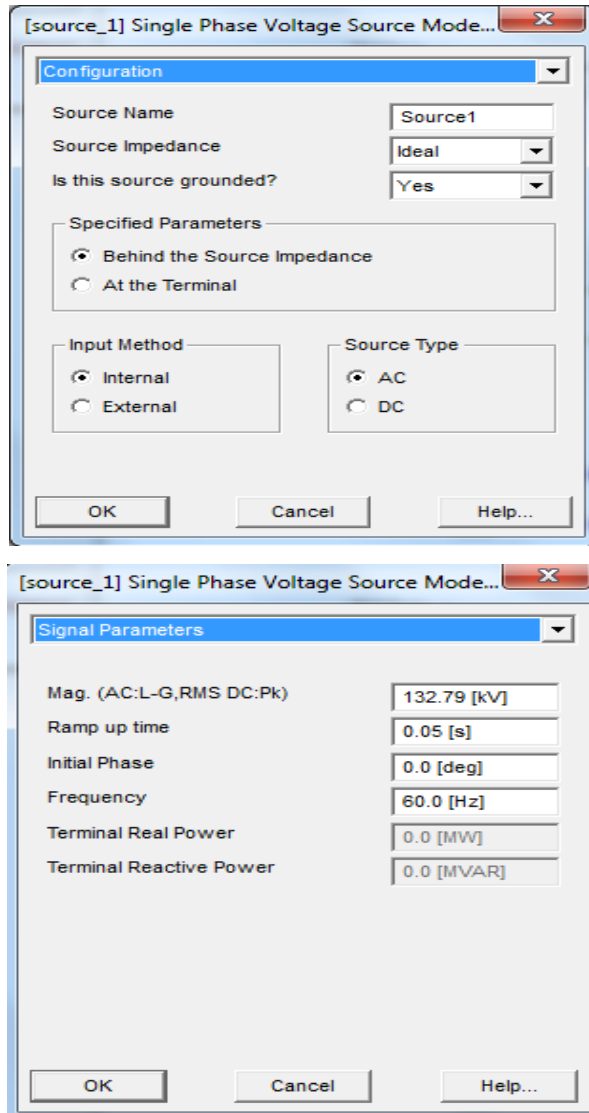 [source_1] Single Phase Voltage Source Mode...
Configuration
Source Name Source1
Source Impedance Ideal
Is this source grounded? Yes
Specified Parameters
Behind the Source Impedance
At the Terminal
Input Method Source Type
Internal AC
External DC
OK Cancel Help...
[source_1] Single Phase Voltage Source Mode...
Signal Parameters
Mag. (AC:L-G,RMS DC:Pk) 132.79 [kV]
Ramp up time 0.05 [s]
Initial Phase 0.0 [deg]
Frequency 60.0 [Hz]
Terminal Real Power 0.0 [MW]
Terminal Reactive Power 0.0 [MVAR]
OK Cancel Help...